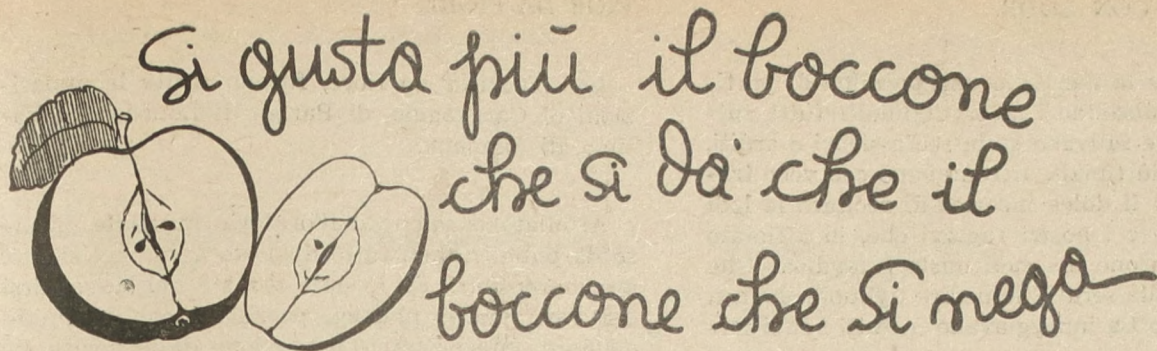 Si gusta più il boccone
che si dà che il
boccone che si nega